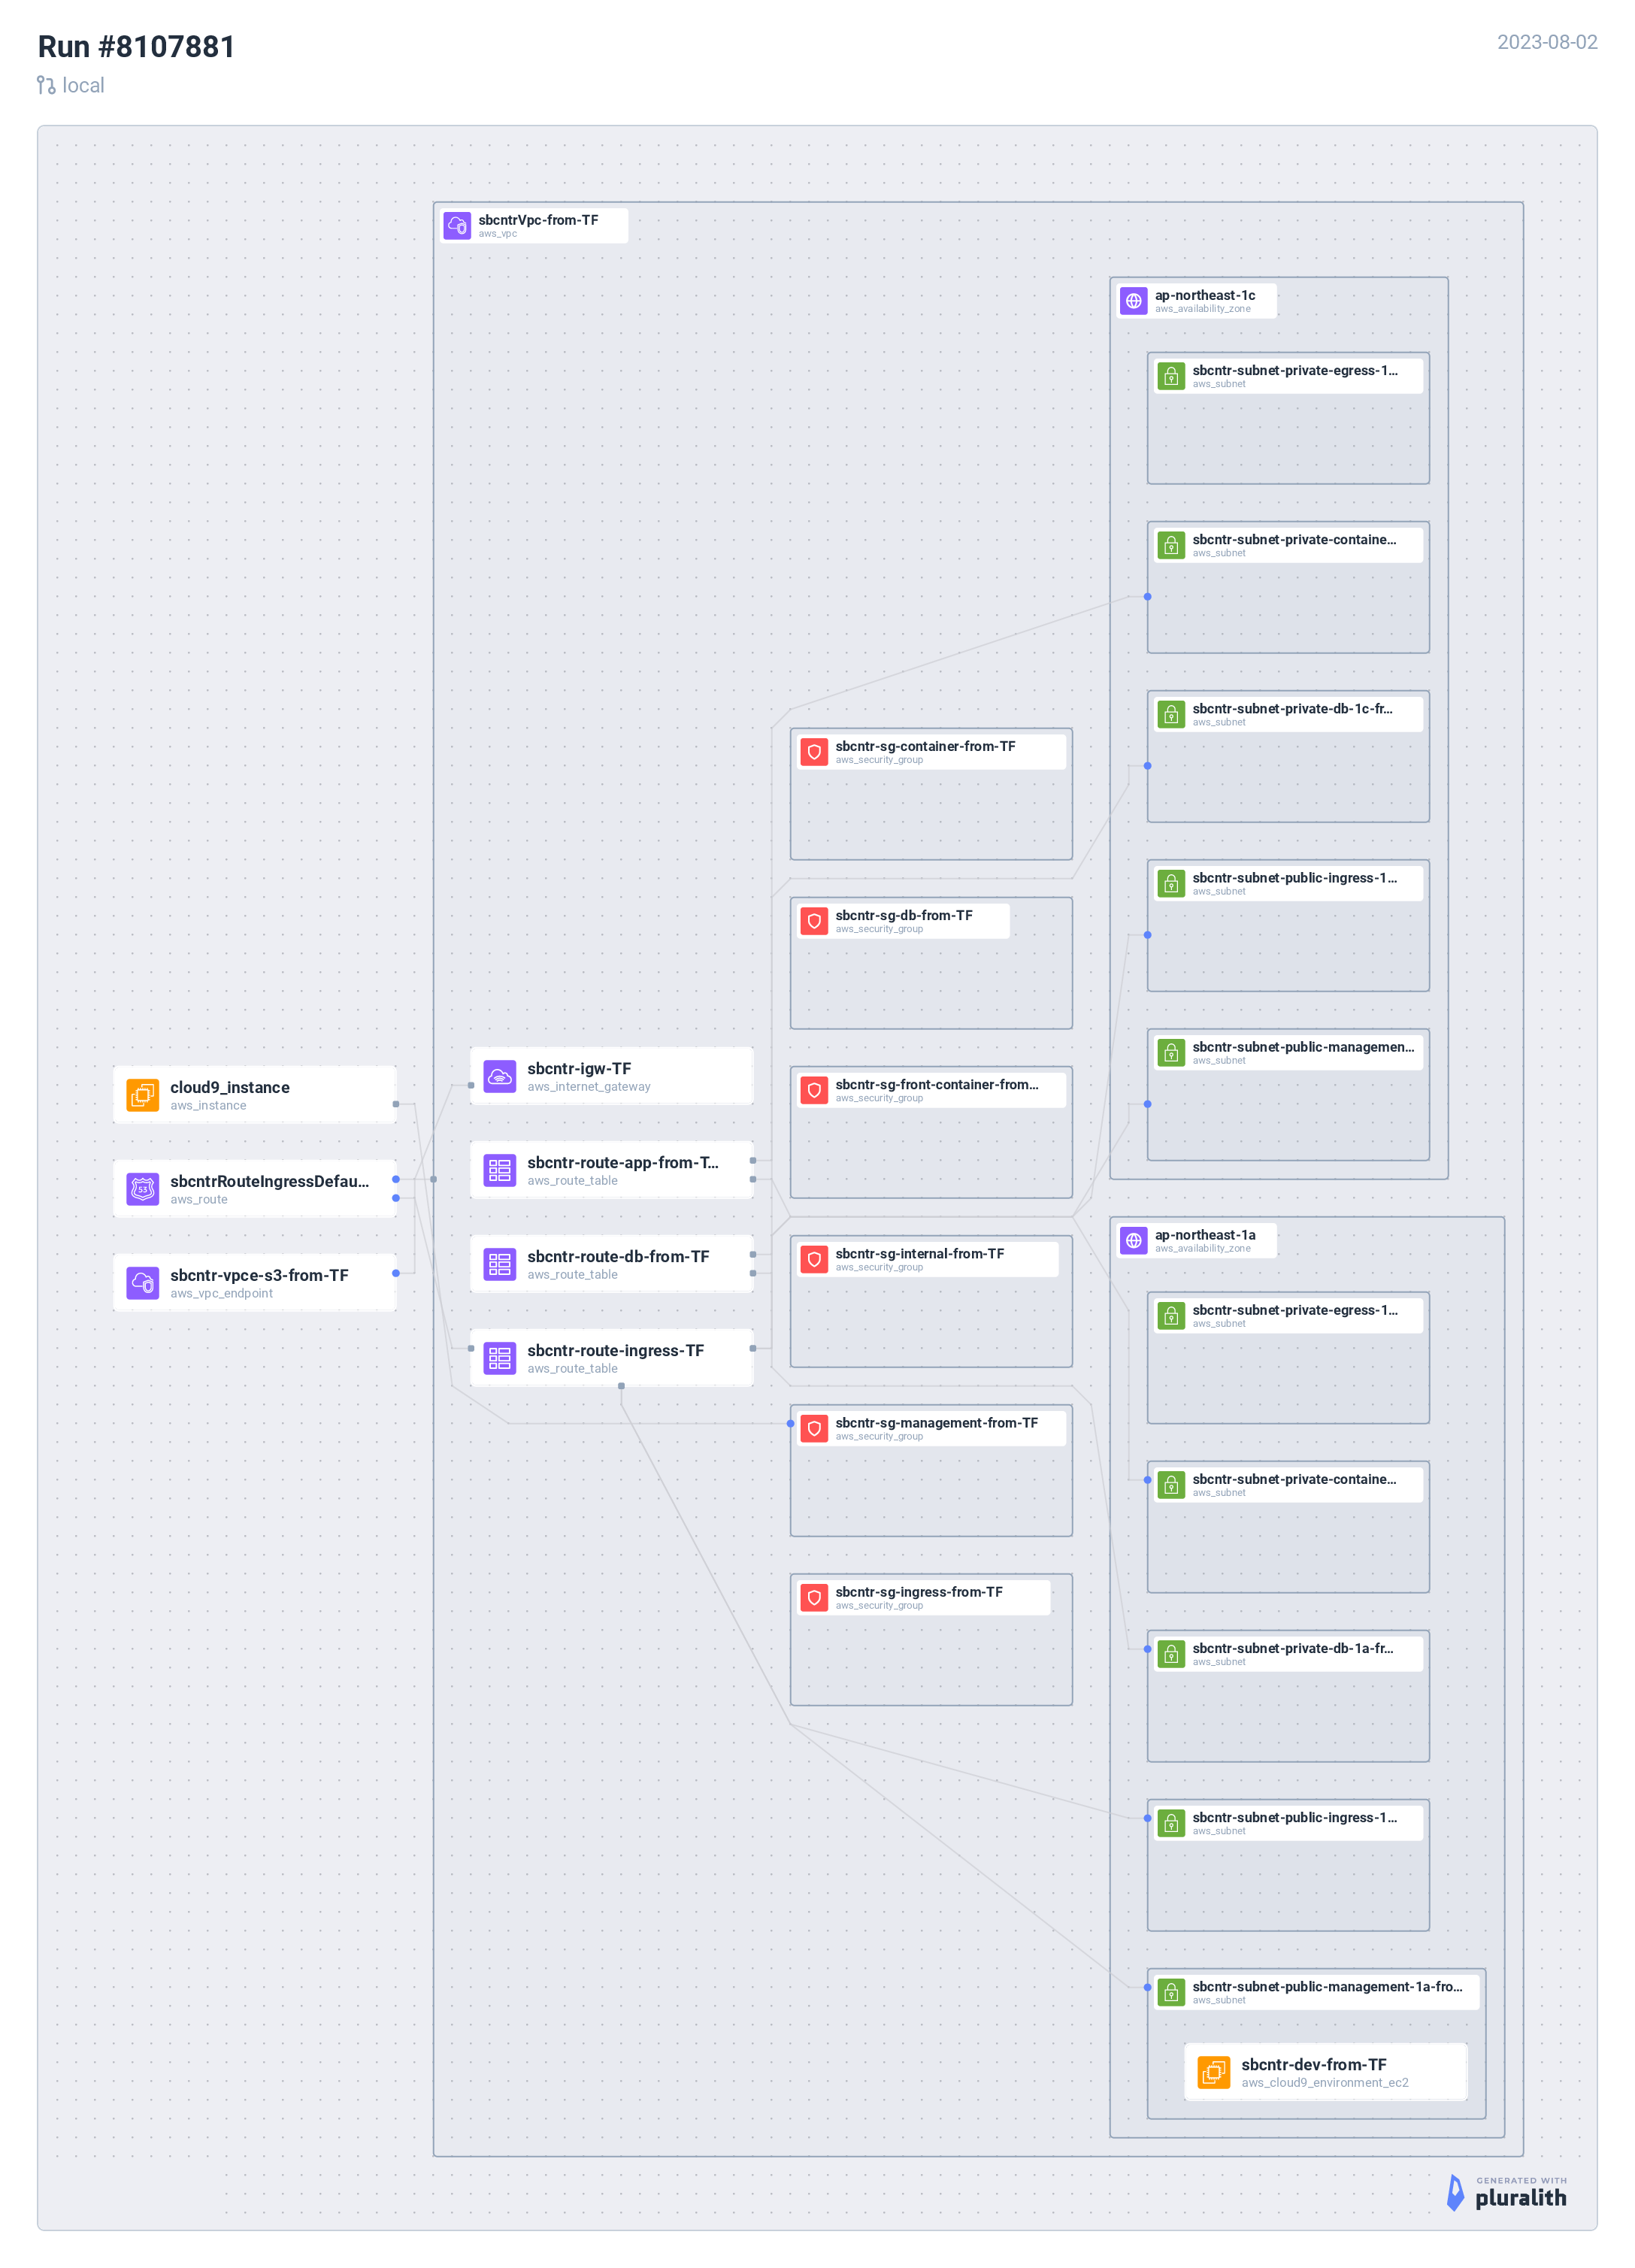 Run #8107881
2023-08-02
local
sbcntrVpc-from-TF
aws_vpc
ap-northeast-1c
aws_availability_zone
sbcntr-subnet-private-egress-1...
aws_subnet
sbcntr-subnet-private-containe...
aws_subnet
sbcntr-subnet-private-db-1c-fr...
aws_subnet
sbcntr-sg-container-from-TF
aws_security_group
sbcntr-subnet-public-ingress-1...
aws_subnet
sbcntr-sg-db-from-TF
aws_security_group
sbcntr-subnet-public-managemen...
aws_subnet
sbcntr-igw-TF
aws_internet_gateway
sbcntr-sg-front-container-from...
aws_security_group
cloud9_instance
aws_instance
sbcntr-route-app-from-T...
aws_route_table
sbcntrRouteIngressDefau...
53
aws_route
ap-northeast-1a
aws_availability_zone
sbcntr-route-db-from-TF
aws_route_table
sbcntr-sg-internal-from-TF
aws_security_group
sbcntr-vpce-s3-from-TF
aws_vpc_endpoint
sbcntr-subnet-private-egress-1...
aws_subnet
sbcntr-route-ingress-TF
aws_route_table
sbcntr-sg-management-from-TF
aws_security_group
sbcntr-subnet-private-containe...
aws_subnet
sbcntr-sg-ingress-from-TF
aws_security_group
sbcntr-subnet-private-db-1a-fr...
aws_subnet
sbcntr-subnet-public-ingress-1...
aws_subnet
sbcntr-subnet-public-management-1a-fro...
aws_subnet
sbcntr-dev-from-TF
aws_cloud9_environment_ec2
GENERATED WITH
pluralith